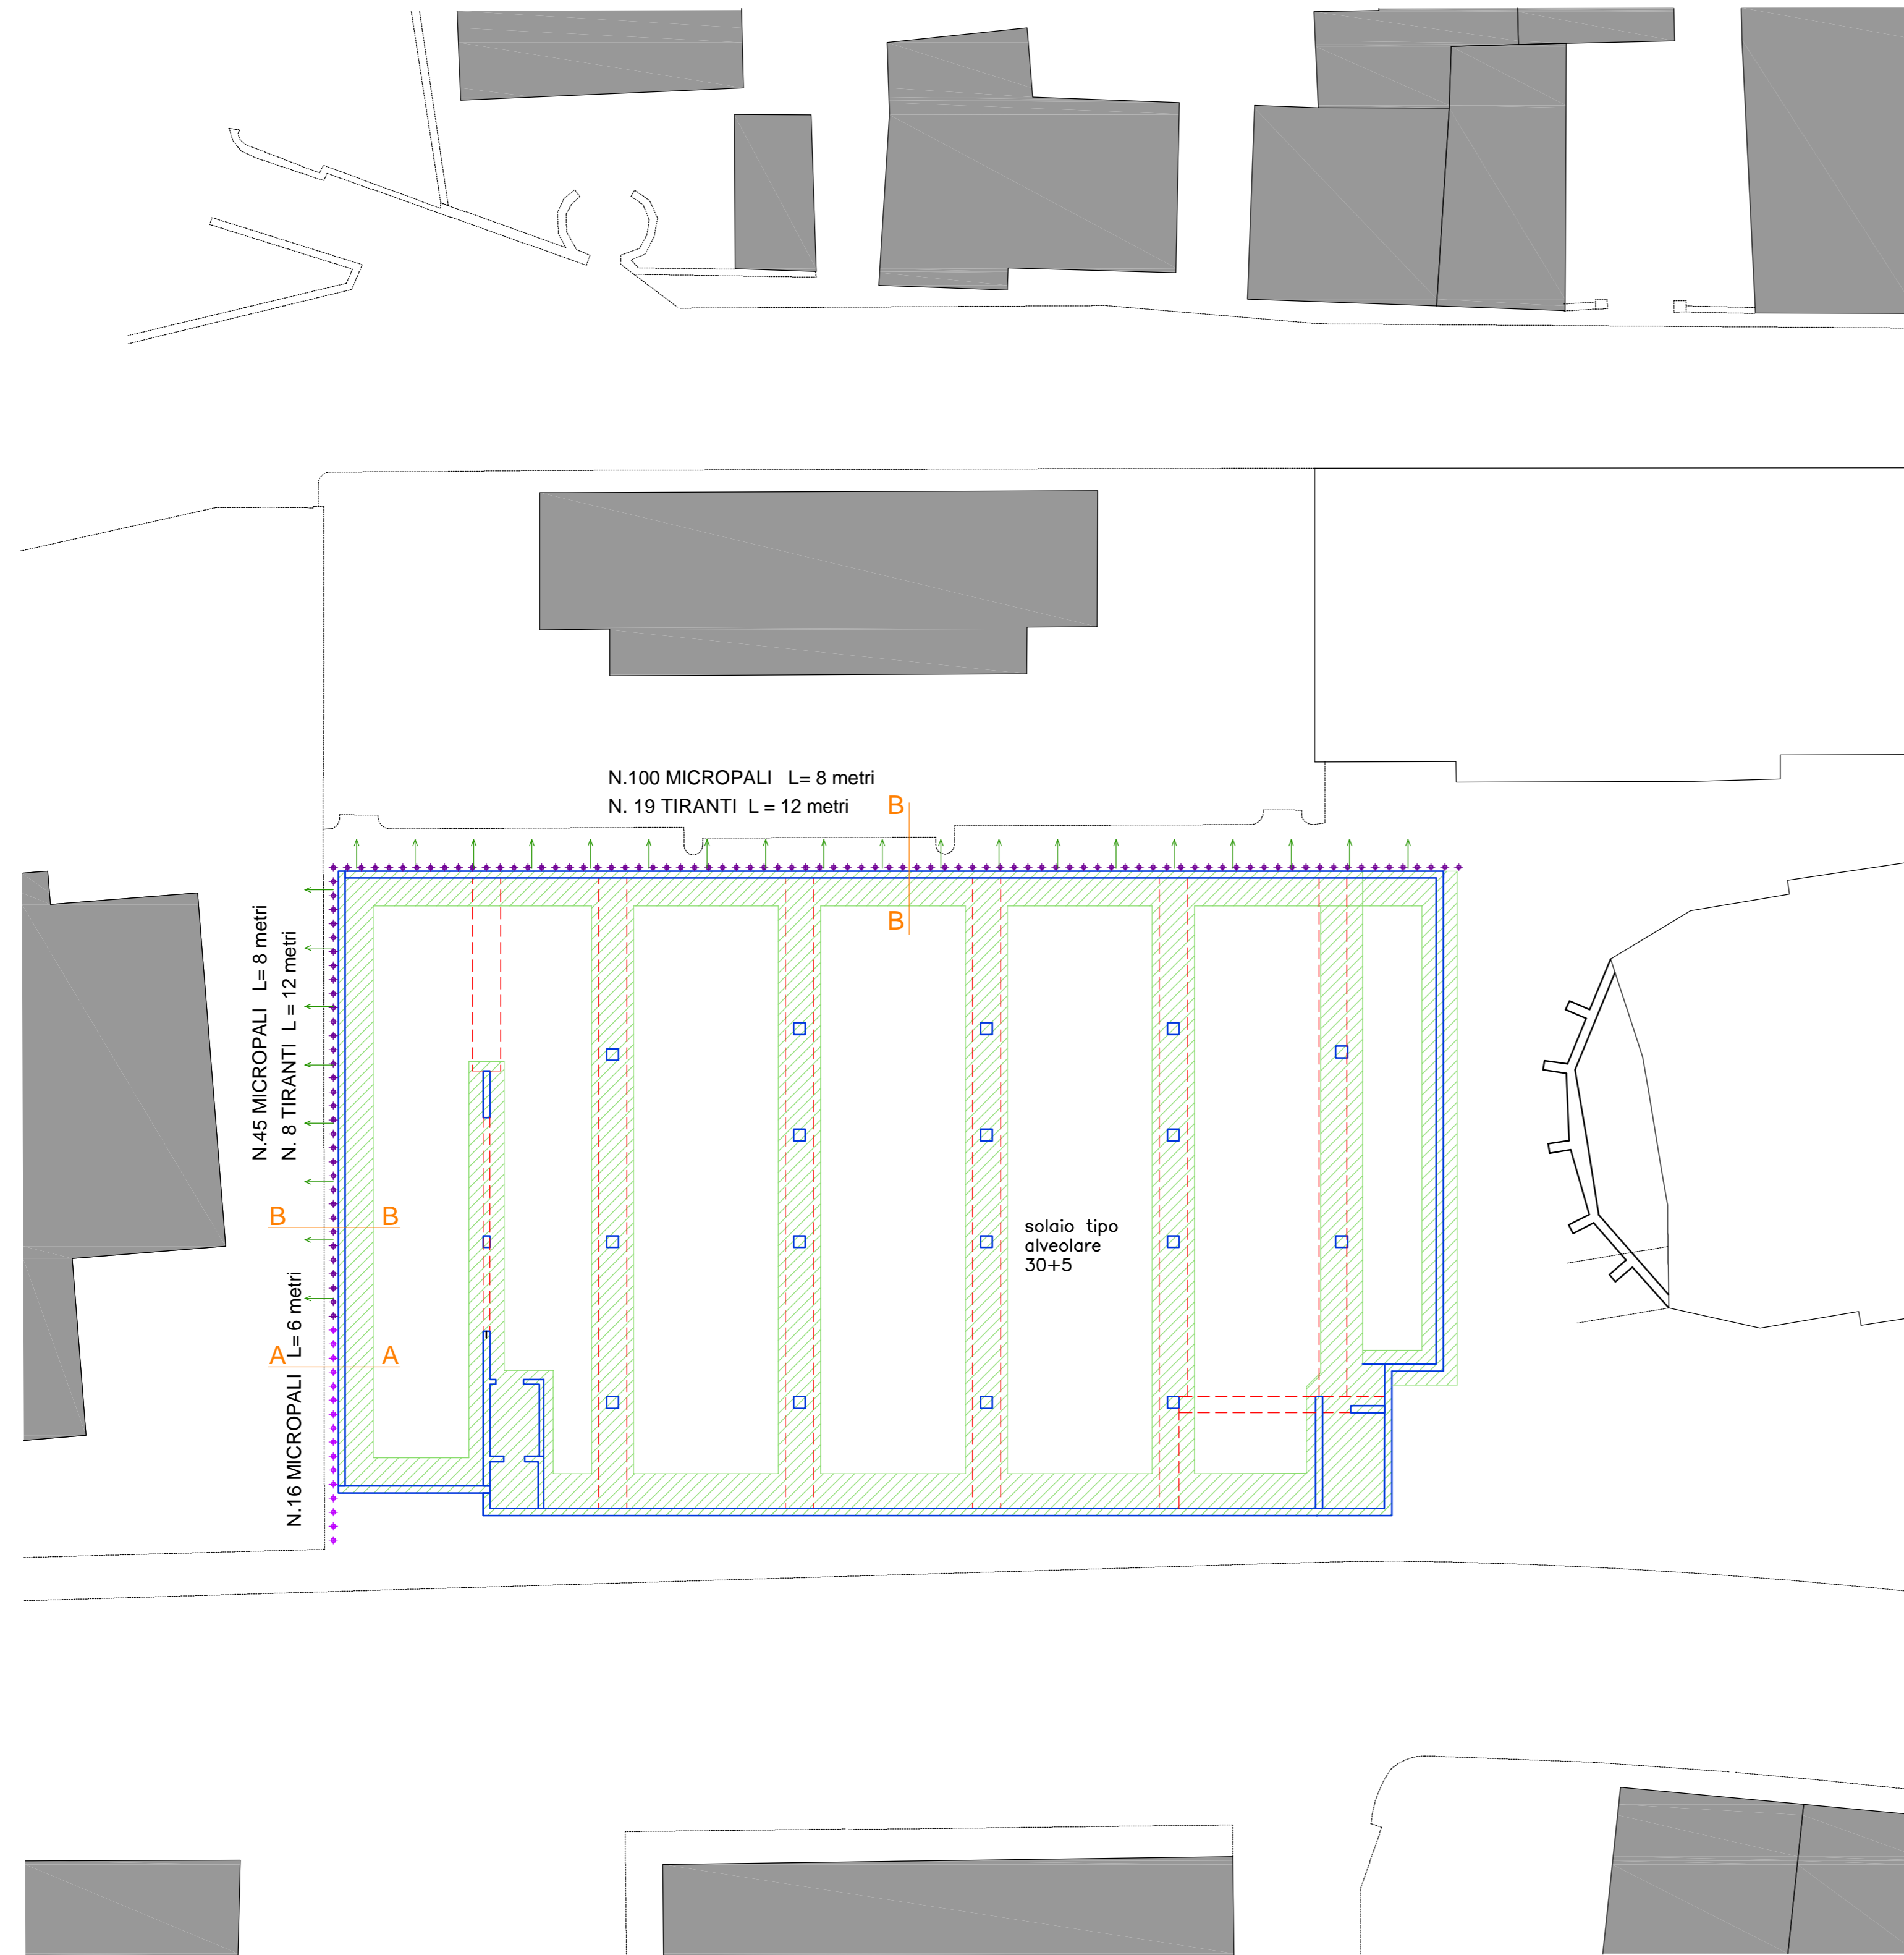 N.100 MICROPALI L= 8 metri
N. 19 TIRANTI L = 12 metri
B
B
N.45 MICROPALI L= 8 metri
N. 8 TIRANTI L = 12 metri
B B
solaio tipo
alveolare
30+5
A A
N.16 MICROPALI L= 6 metri